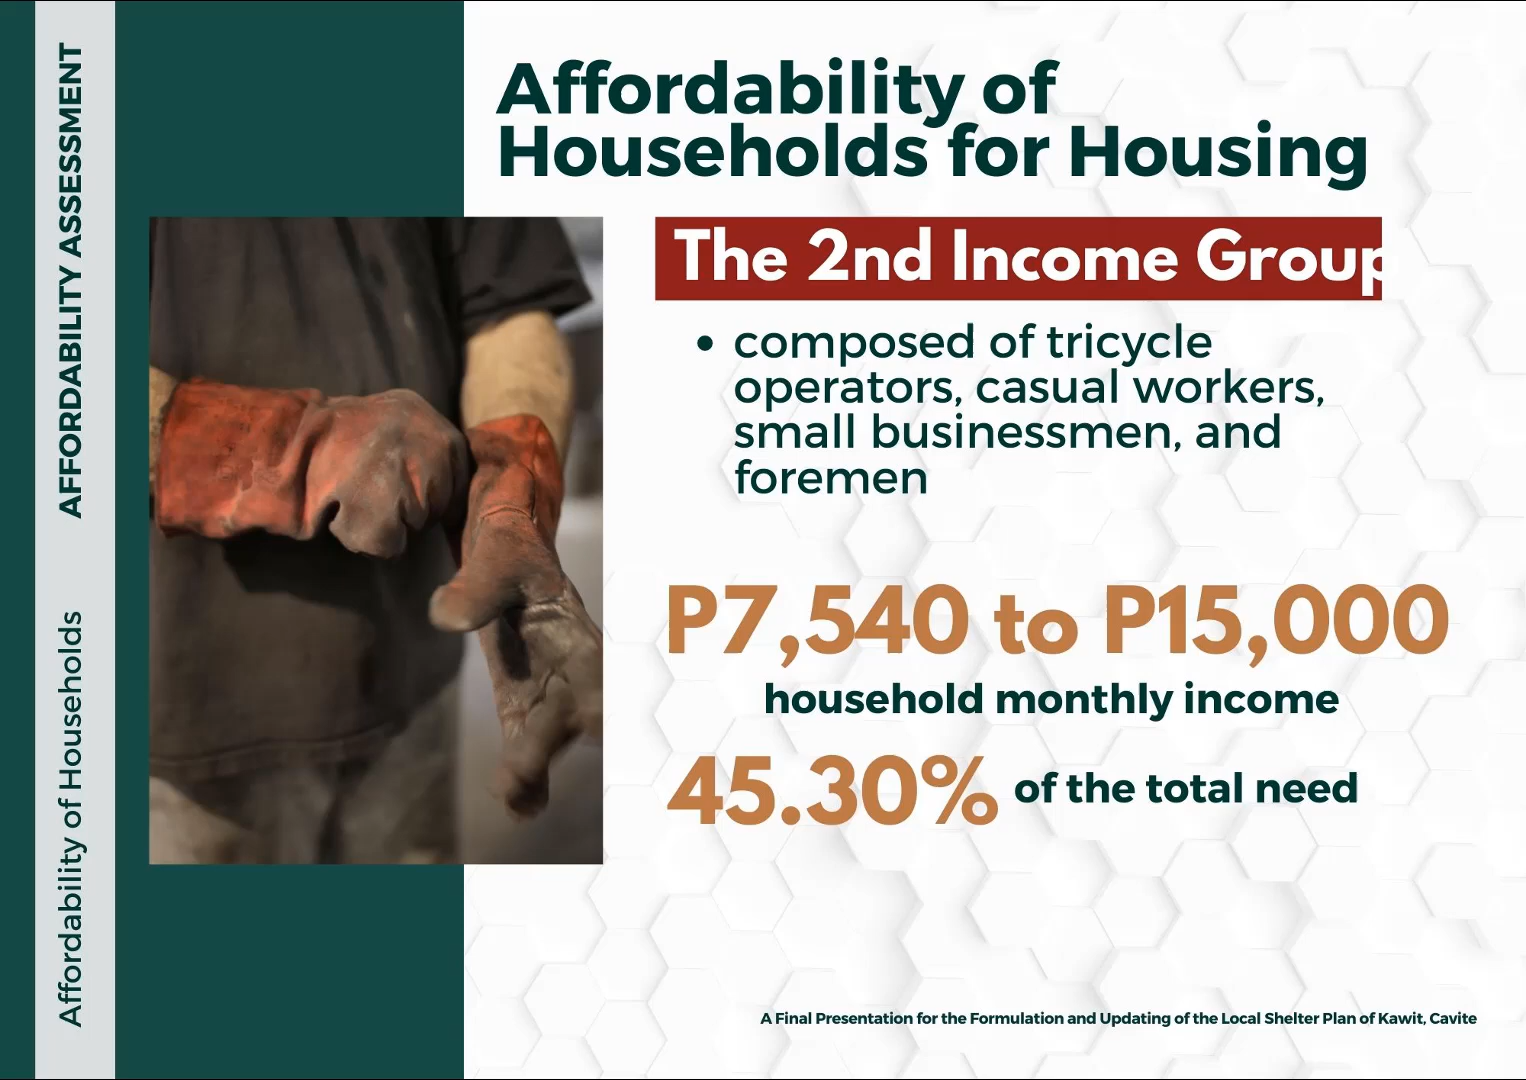 AFFORDABILITY ASSESSMENT
Affordability of Households
Affordability of
Households for Housing
The 2nd Income Group
• composed of tricycle
operators, casual workers,
small businessmen, and
foremen
P7,540 to P15,000
household monthly income
45.30% of the total need
A Final Presentation for the Formulation and Updating of the Local Shelter Plan of Kawit, Cavite